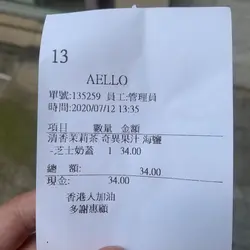 13
AELLO
單號:135259 員工:管理員
時間:2020/07/12 13:35
項目 數量 金額
清香茉莉茶 奇異果汁 海鹽
-芝士奶蓋 1 34.00
總 額: 34.00
現金: 34.00
香港人加油
多謝惠顧